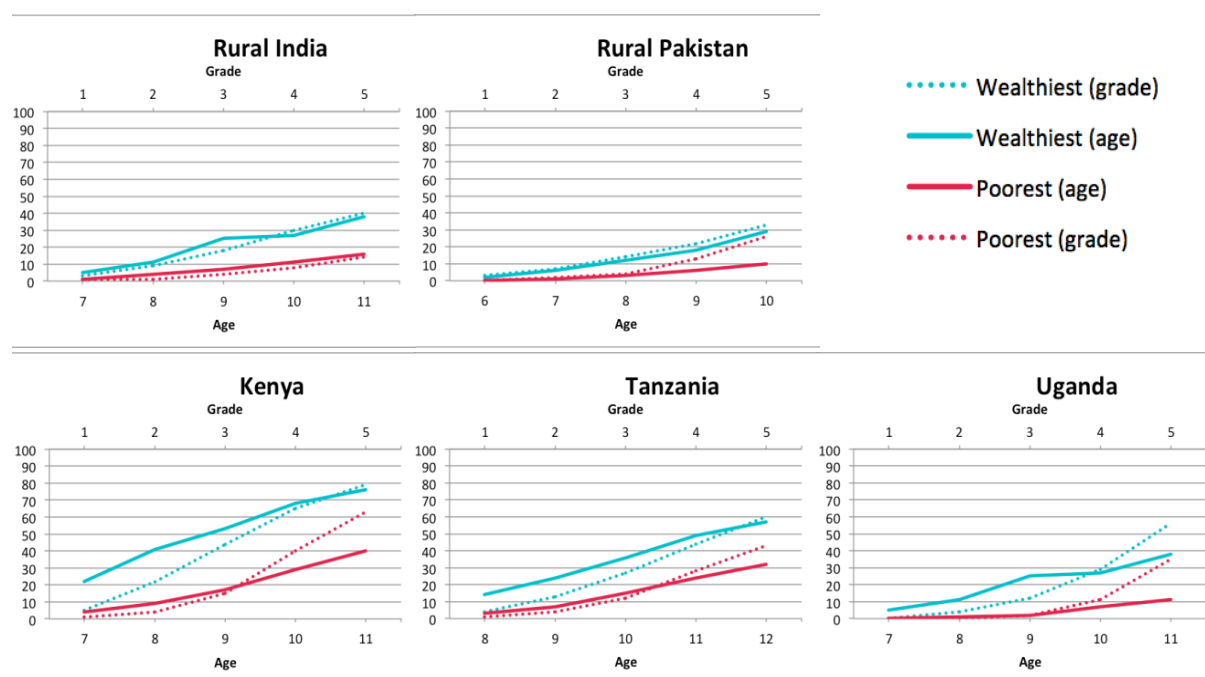 Rural India
Grade
1 2 3 4 5
100
90
80
70
60
50
40
30
20
10
0
7 8 9 10 11
Age
Rural Pakistan
Grade
1 2 3 4 5
100
90
80
70
60
50
40
30
20
10
0
6 7 8 9 10
Age
Wealthiest (grade)
Wealthiest (age)
Poorest (age)
Poorest (grade)
Kenya
Grade
1 2 3 4 5
100
90
80
70
60
50
40
30
20
10
0
7 8 9 10 11
Age
Tanzania
Grade
1 2 3 4 5
100
90
80
70
60
50
40
30
20
10
0
8 9 10 11 12
Age
Uganda
Grade
1 2 3 4 5
100
90
80
70
60
50
40
30
20
10
0
7 8 9 10 11
Age